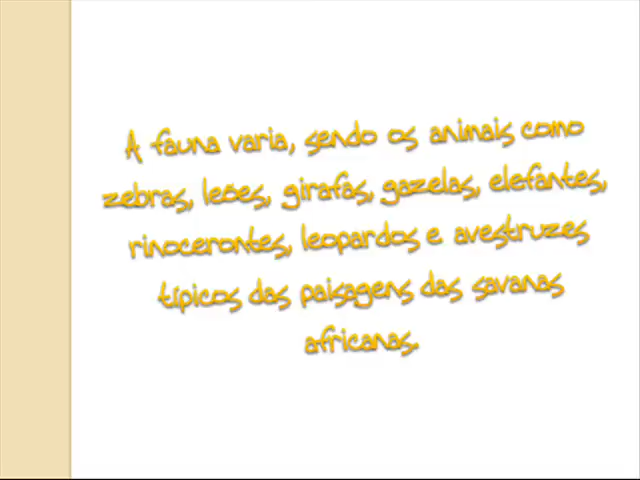 A fauna varia, sendo os animais como
zebras, leões, girafas, gazelas, elefantes,
rinocerontes, leopardos e avestruzes
típicos das paisagens das savanas
africanas.